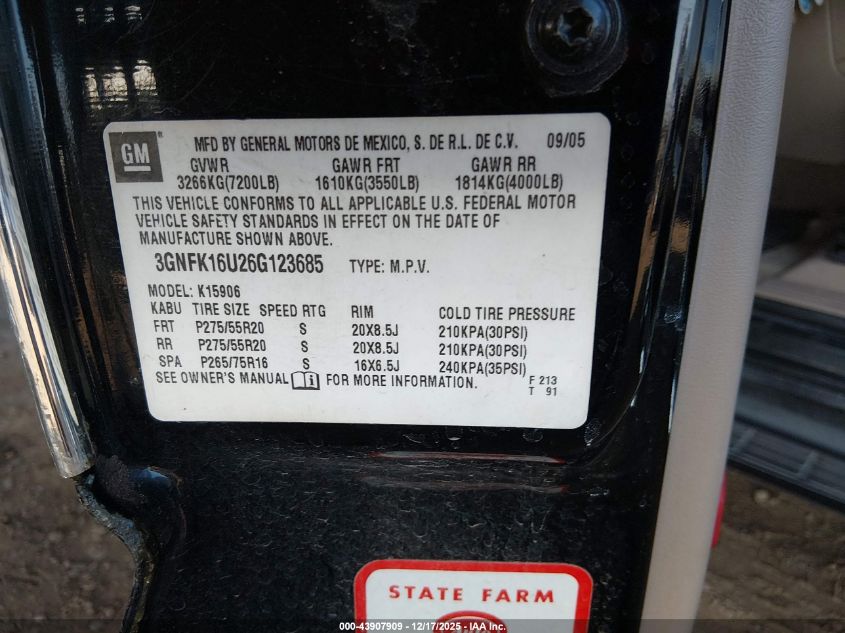 GM
MFD BY GENERAL MOTORS DE MEXICO, S. DE R.L. DE C.V. 09/05
GVWR GAWR FRT GAWR RR
3266KG(7200LB) 1610KG(3550LB) 1814KG(4000LB)
THIS VEHICLE CONFORMS TO ALL APPLICABLE U.S. FEDERAL MOTOR
VEHICLE SAFETY STANDARDS IN EFFECT ON THE DATE OF
MANUFACTURE SHOWN ABOVE.
3GNFK16U26G123685 TYPE: M.P.V.
MODEL: K15906
KABU TIRE SIZE SPEED RTG RIM COLD TIRE PRESSURE
FRT P275/55R20 S 20X8.5J 210KPA(30PSI)
RR P275/55R20 S 20X8.5J 210KPA(30PSI)
SPA P265/75R16 S 16X6.5J 240KPA(35PSI)
SEE OWNER'S MANUAL FOR MORE INFORMATION. F 213
T 91
STATE FARM
000-43907909 - 12/17/2025 - IAA Inc.